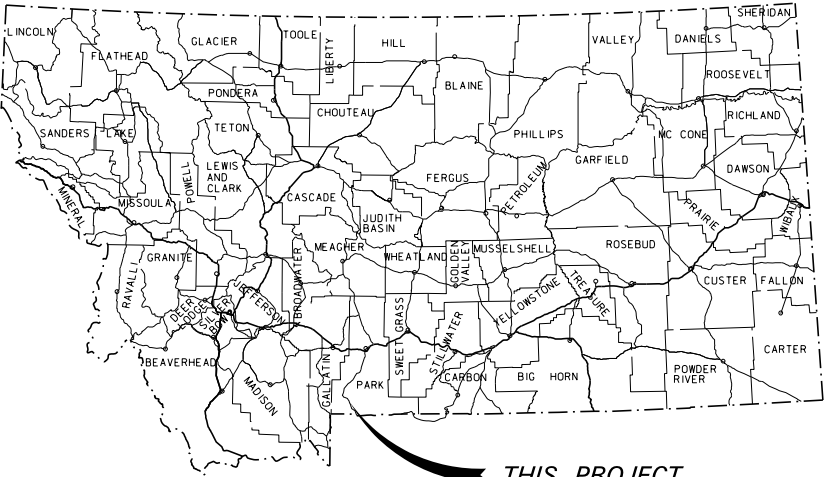 SHERIDAN
LINCOLN
GLACIER
TOOLE
LIBERTY
HILL
VALLEY
DANIELS
FLATHEAD
BLAINE
ROOSEVELT
PONDERA
CHOUTEAU
RICHLAND
SANDERS
LAKE
TETON
PHILLIPS
MC CONE
GARFIELD
DAWSON
POWELL
LEWIS
AND
CLARK
FERGUS
PETROLEUM
MINERAL
MISSOULA
CASCADE
PRAIRIE
WIBAUX
JUDITH
BASIN
GRANITE
BROADWATER
MEAGHER
WHEATLAND
GOLDEN
VALLEY
MUSSELSHELL
ROSEBUD
RAVALLI
CUSTER
FALLON
DEER
LODGE
SILVER
BOW
JEFFERSON
SWEET GRASS
STILLWATER
YELLOWSTONE
TREASURE
BEAVERHEAD
MADISON
GALLATIN
PARK
CARBON
BIG HORN
POWDER
RIVER
CARTER
THIS PROJECT